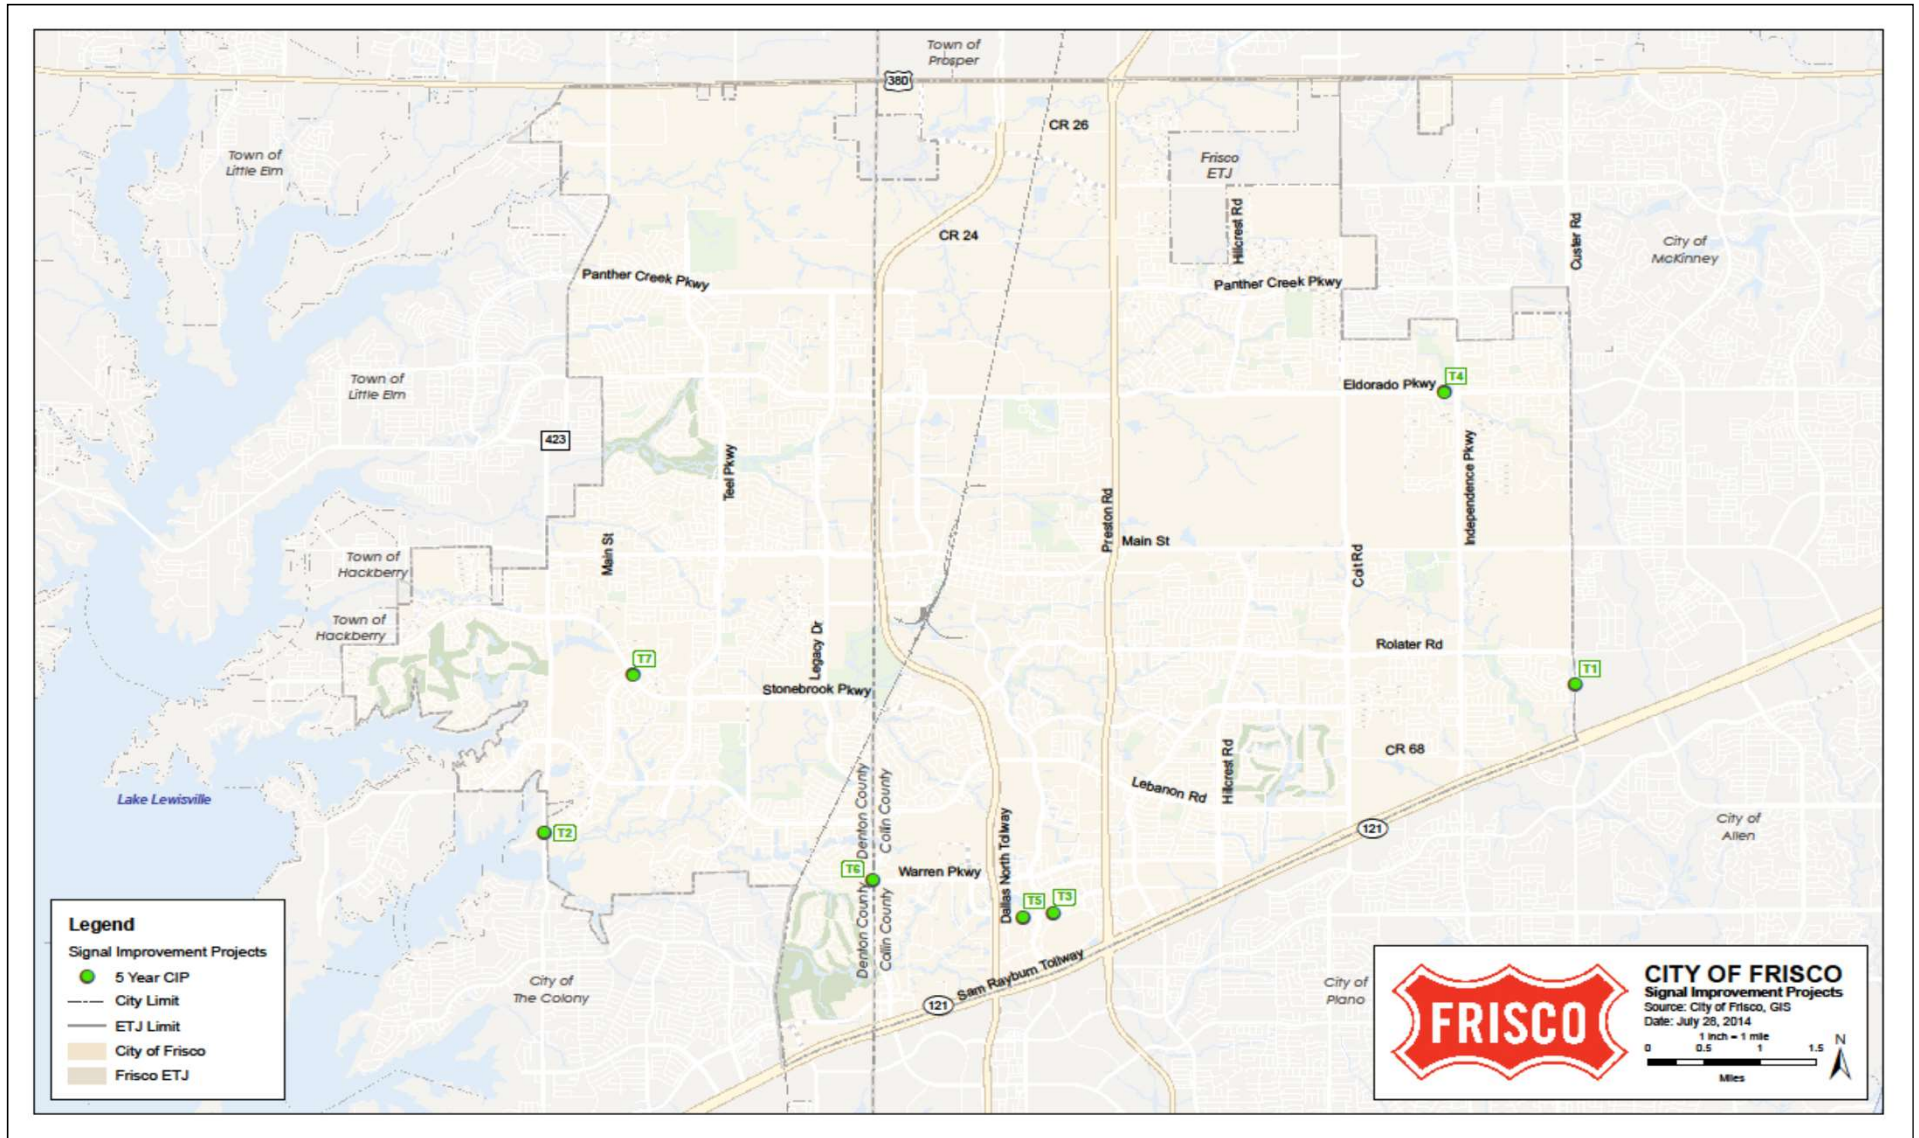 Town of
Prosper
380
CR 26
Town of
Little Elm
Frisco
ETJ
Hillcrest Rd
Custer Rd
CR 24
City of
McKinney
Panther Creek Pkwy
Panther Creek Pkwy
Town of
Little Elm
Eldorado Pkwy
T4
423
Teel Pkwy
Independence Pkwy
Preston Rd
Main St
Main St
Coit Rd
Town of
Hackberry
Town of
Hackberry
Legacy Dr
Rolater Rd
T7
T1
Stonebrook Pkwy
CR 68
Hillcrest Rd
Lebanon Rd
Lake Lewisville
Denton County
Collin County
Dallas North Tollway
121
City of
Allen
T2
T6
Warren Pkwy
T5
T3
Denton County
Collin County
Sam Rayburn Tollway
121
City of
The Colony
City of
Plano
Legend
Signal Improvement Projects
5 Year CIP
City Limit
ETJ Limit
City of Frisco
Frisco ETJ
FRISCO
CITY OF FRISCO
Signal Improvement Projects
Source: City of Frisco, GIS
Date: July 28, 2014
1 inch = 1 mile
0 0.5 1 1.5
Miles
N